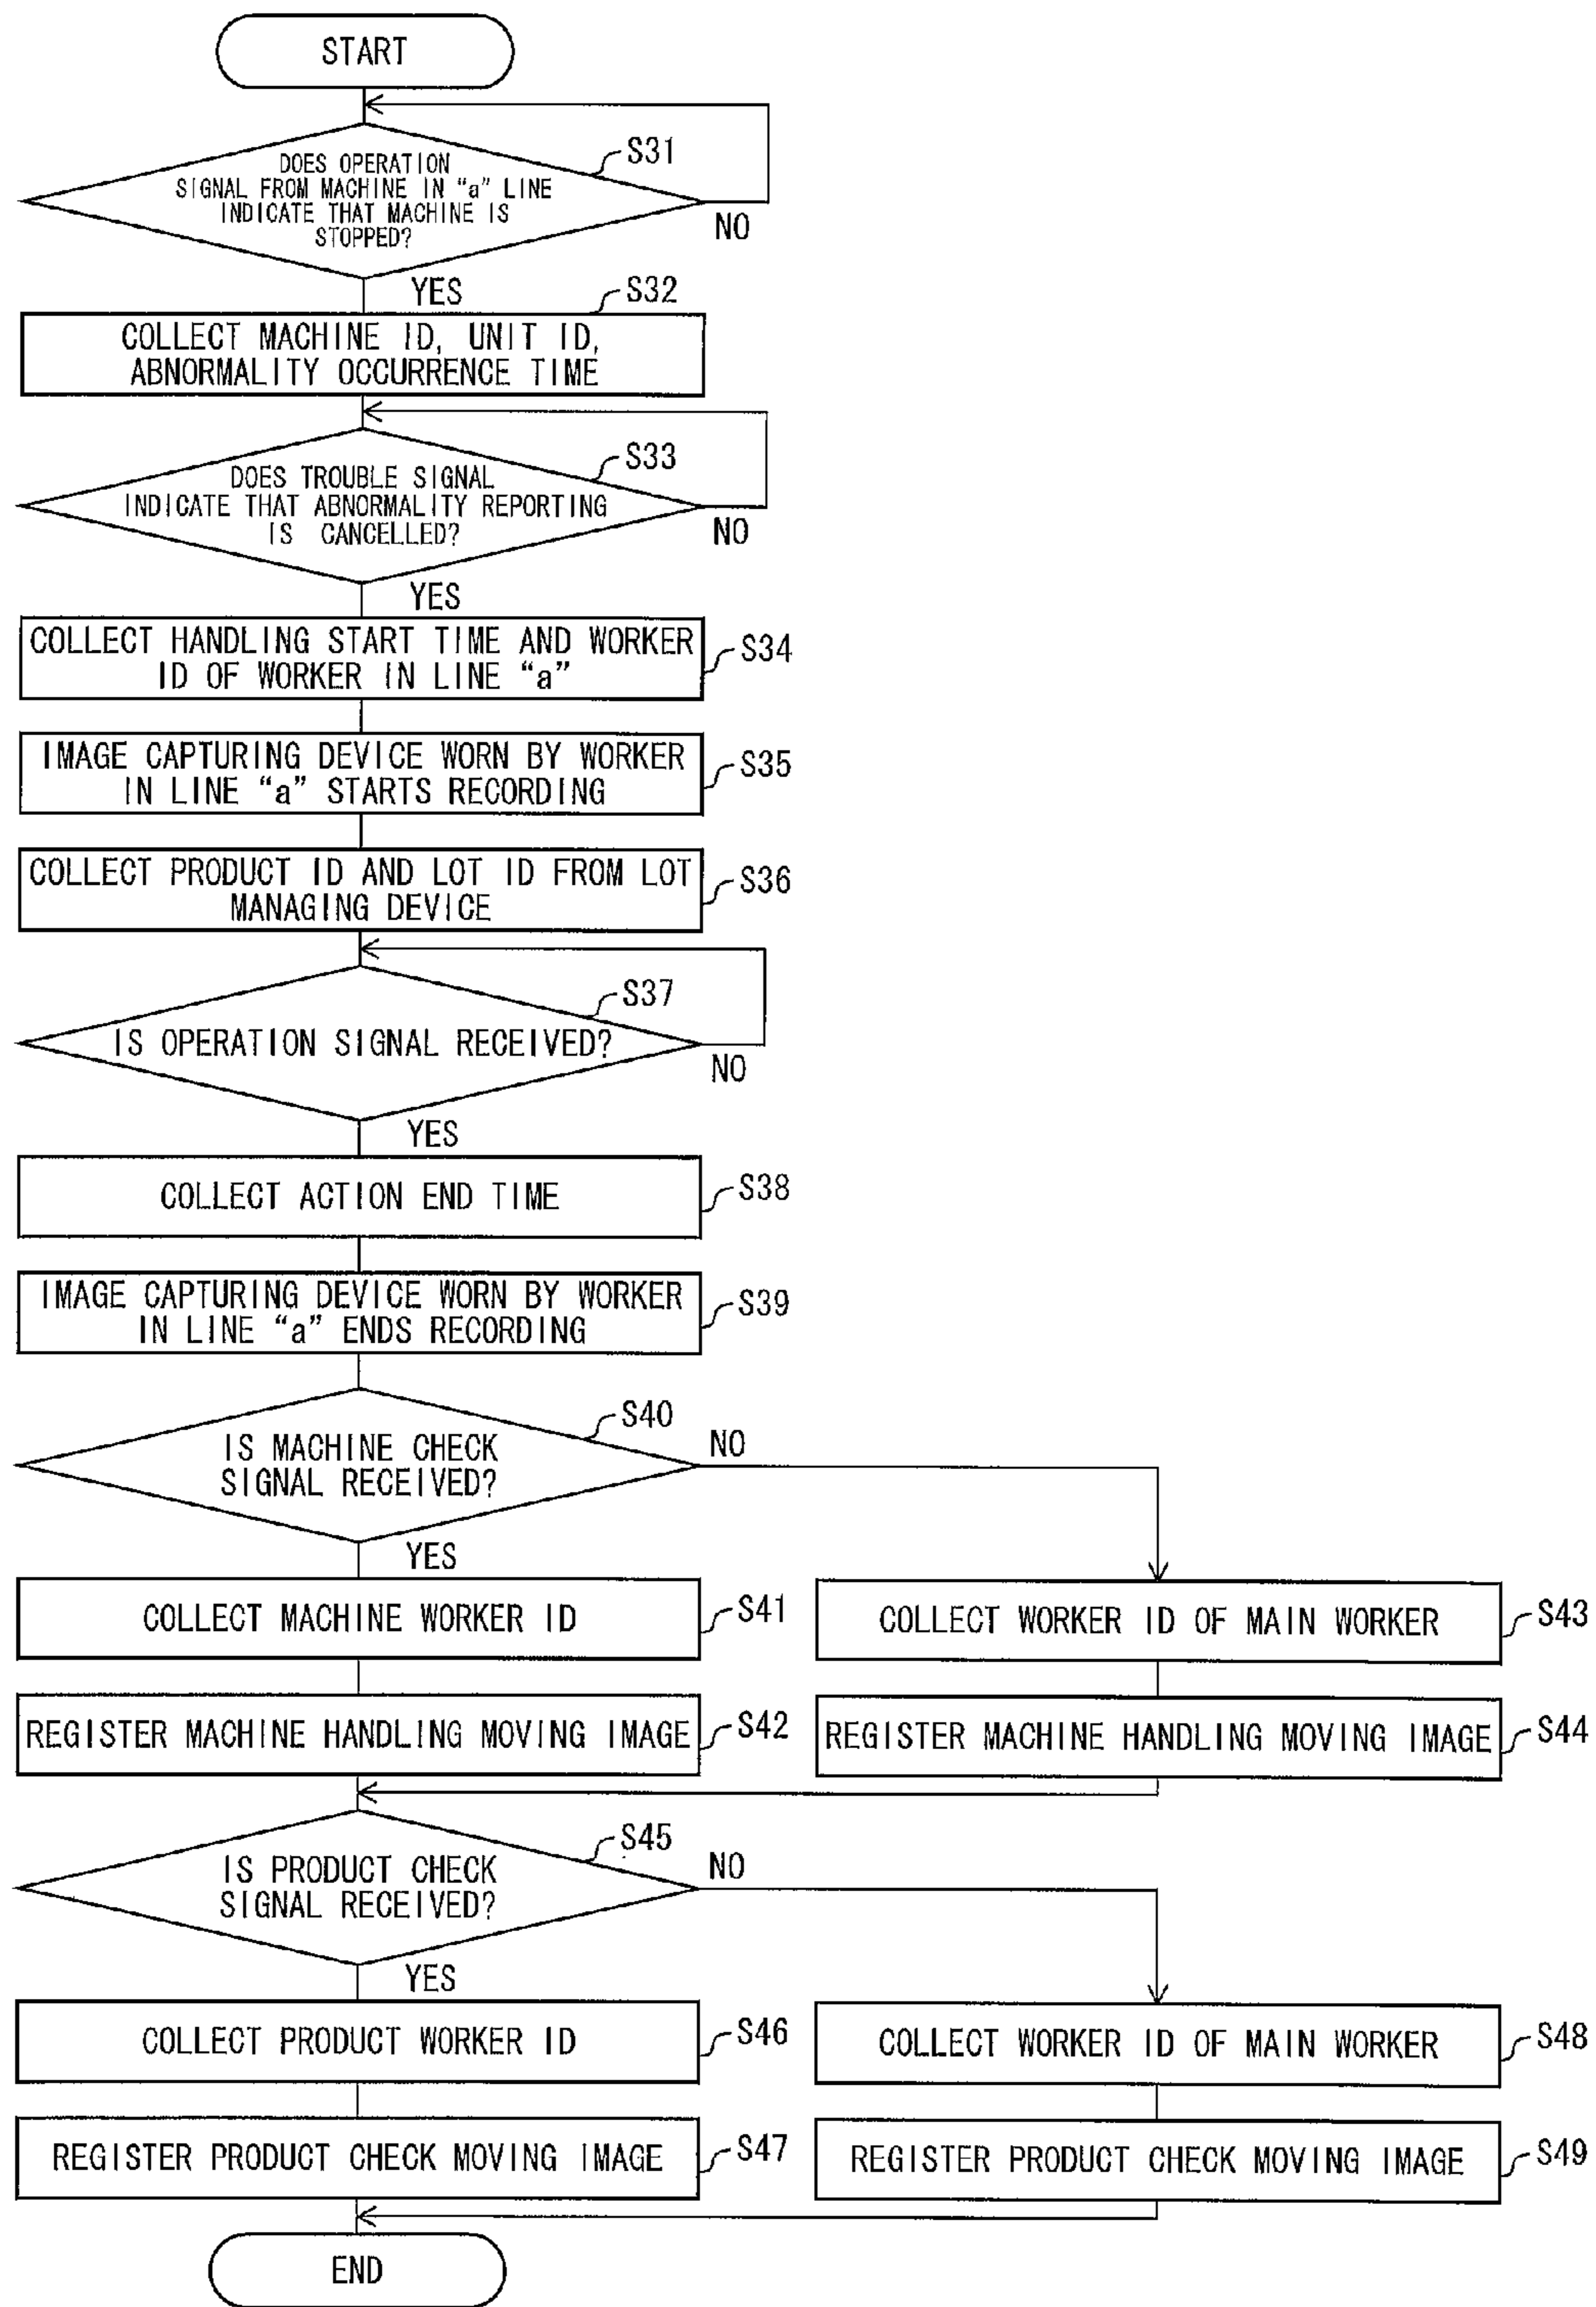 START
DOES OPERATION
SIGNAL FROM MACHINE IN “a” LINE
INDICATE THAT MACHINE IS
STOPPED?
S31
NO
YES
S32
COLLECT MACHINE ID, UNIT ID,
ABNORMALITY OCCURRENCE TIME
S33
DOES TROUBLE SIGNAL
INDICATE THAT ABNORMALITY REPORTING
IS CANCELLED?
NO
YES
COLLECT HANDLING START TIME AND WORKER
ID OF WORKER IN LINE “a”
S34
IMAGE CAPTURING DEVICE WORN BY WORKER
IN LINE “a” STARTS RECORDING
S35
COLLECT PRODUCT ID AND LOT ID FROM LOT
MANAGING DEVICE
S36
S37
IS OPERATION SIGNAL RECEIVED?
NO
YES
COLLECT ACTION END TIME
S38
IMAGE CAPTURING DEVICE WORN BY WORKER
IN LINE “a” ENDS RECORDING
S39
S40
IS MACHINE CHECK
SIGNAL RECEIVED?
NO
YES
COLLECT MACHINE WORKER ID
S41
COLLECT WORKER ID OF MAIN WORKER
S43
REGISTER MACHINE HANDLING MOVING IMAGE
S42
REGISTER MACHINE HANDLING MOVING IMAGE
S44
S45
IS PRODUCT CHECK
SIGNAL RECEIVED?
NO
YES
COLLECT PRODUCT WORKER ID
S46
COLLECT WORKER ID OF MAIN WORKER
S48
REGISTER PRODUCT CHECK MOVING IMAGE
S47
REGISTER PRODUCT CHECK MOVING IMAGE
S49
END